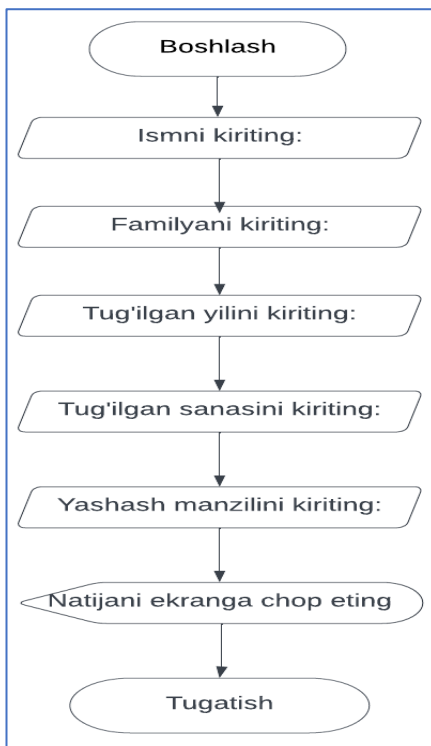 Boshlash
Ismni kiriting:
Familyani kiriting:
Tug'ilgan yilini kiriting:
Tug'ilgan sanasini kiriting:
Yashash manzilini kiriting:
Natijani ekranga chop eting
Tugatish